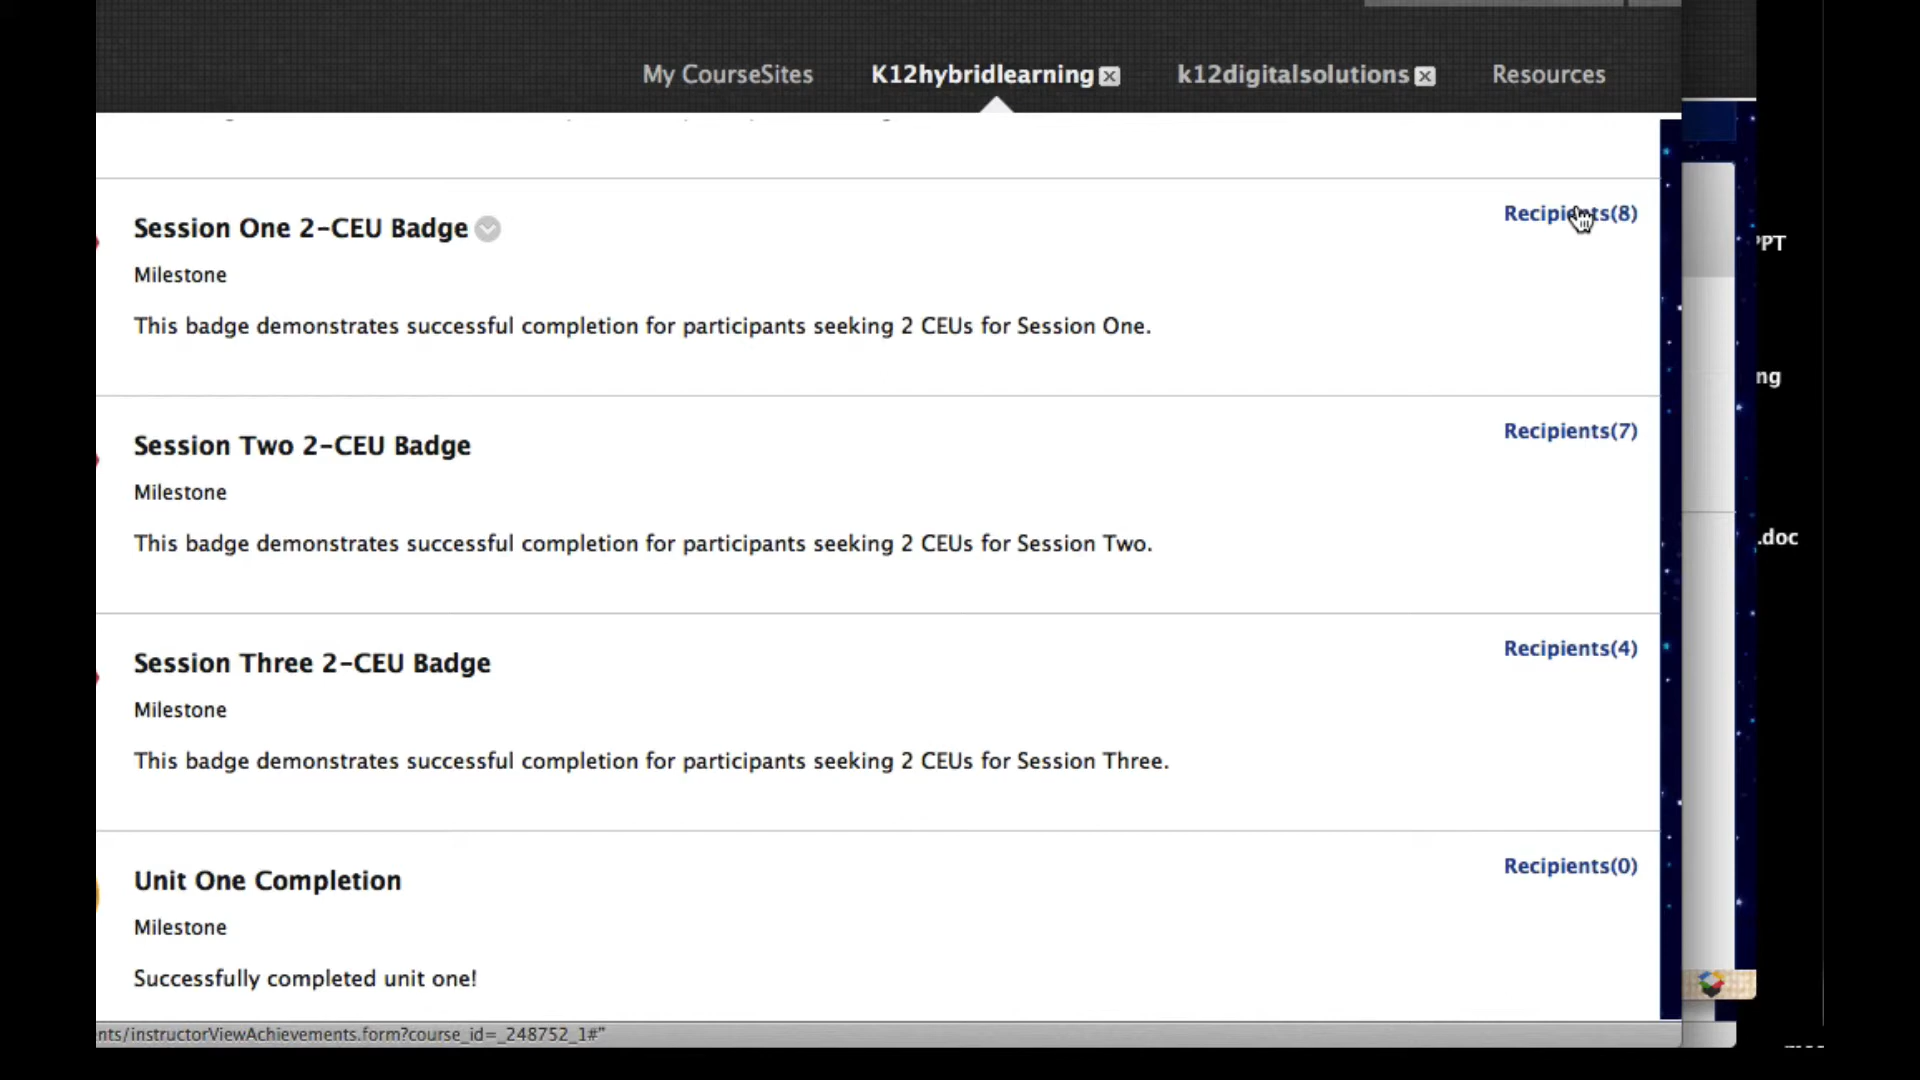 My CourseSites K12hybridlearning k12digitalsolutions Resources
Session One 2-CEU Badge Recipients(8)
Milestone
This badge demonstrates successful completion for participants seeking 2 CEUs for Session One.
Session Two 2-CEU Badge Recipients(7)
Milestone
This badge demonstrates successful completion for participants seeking 2 CEUs for Session Two.
Session Three 2-CEU Badge Recipients(4)
Milestone
This badge demonstrates successful completion for participants seeking 2 CEUs for Session Three.
Unit One Completion Recipients(0)
Milestone
Successfully completed unit one!
nts/instructorViewAchievements.form?course_id=_248752_1#"
PPT
ng
.doc